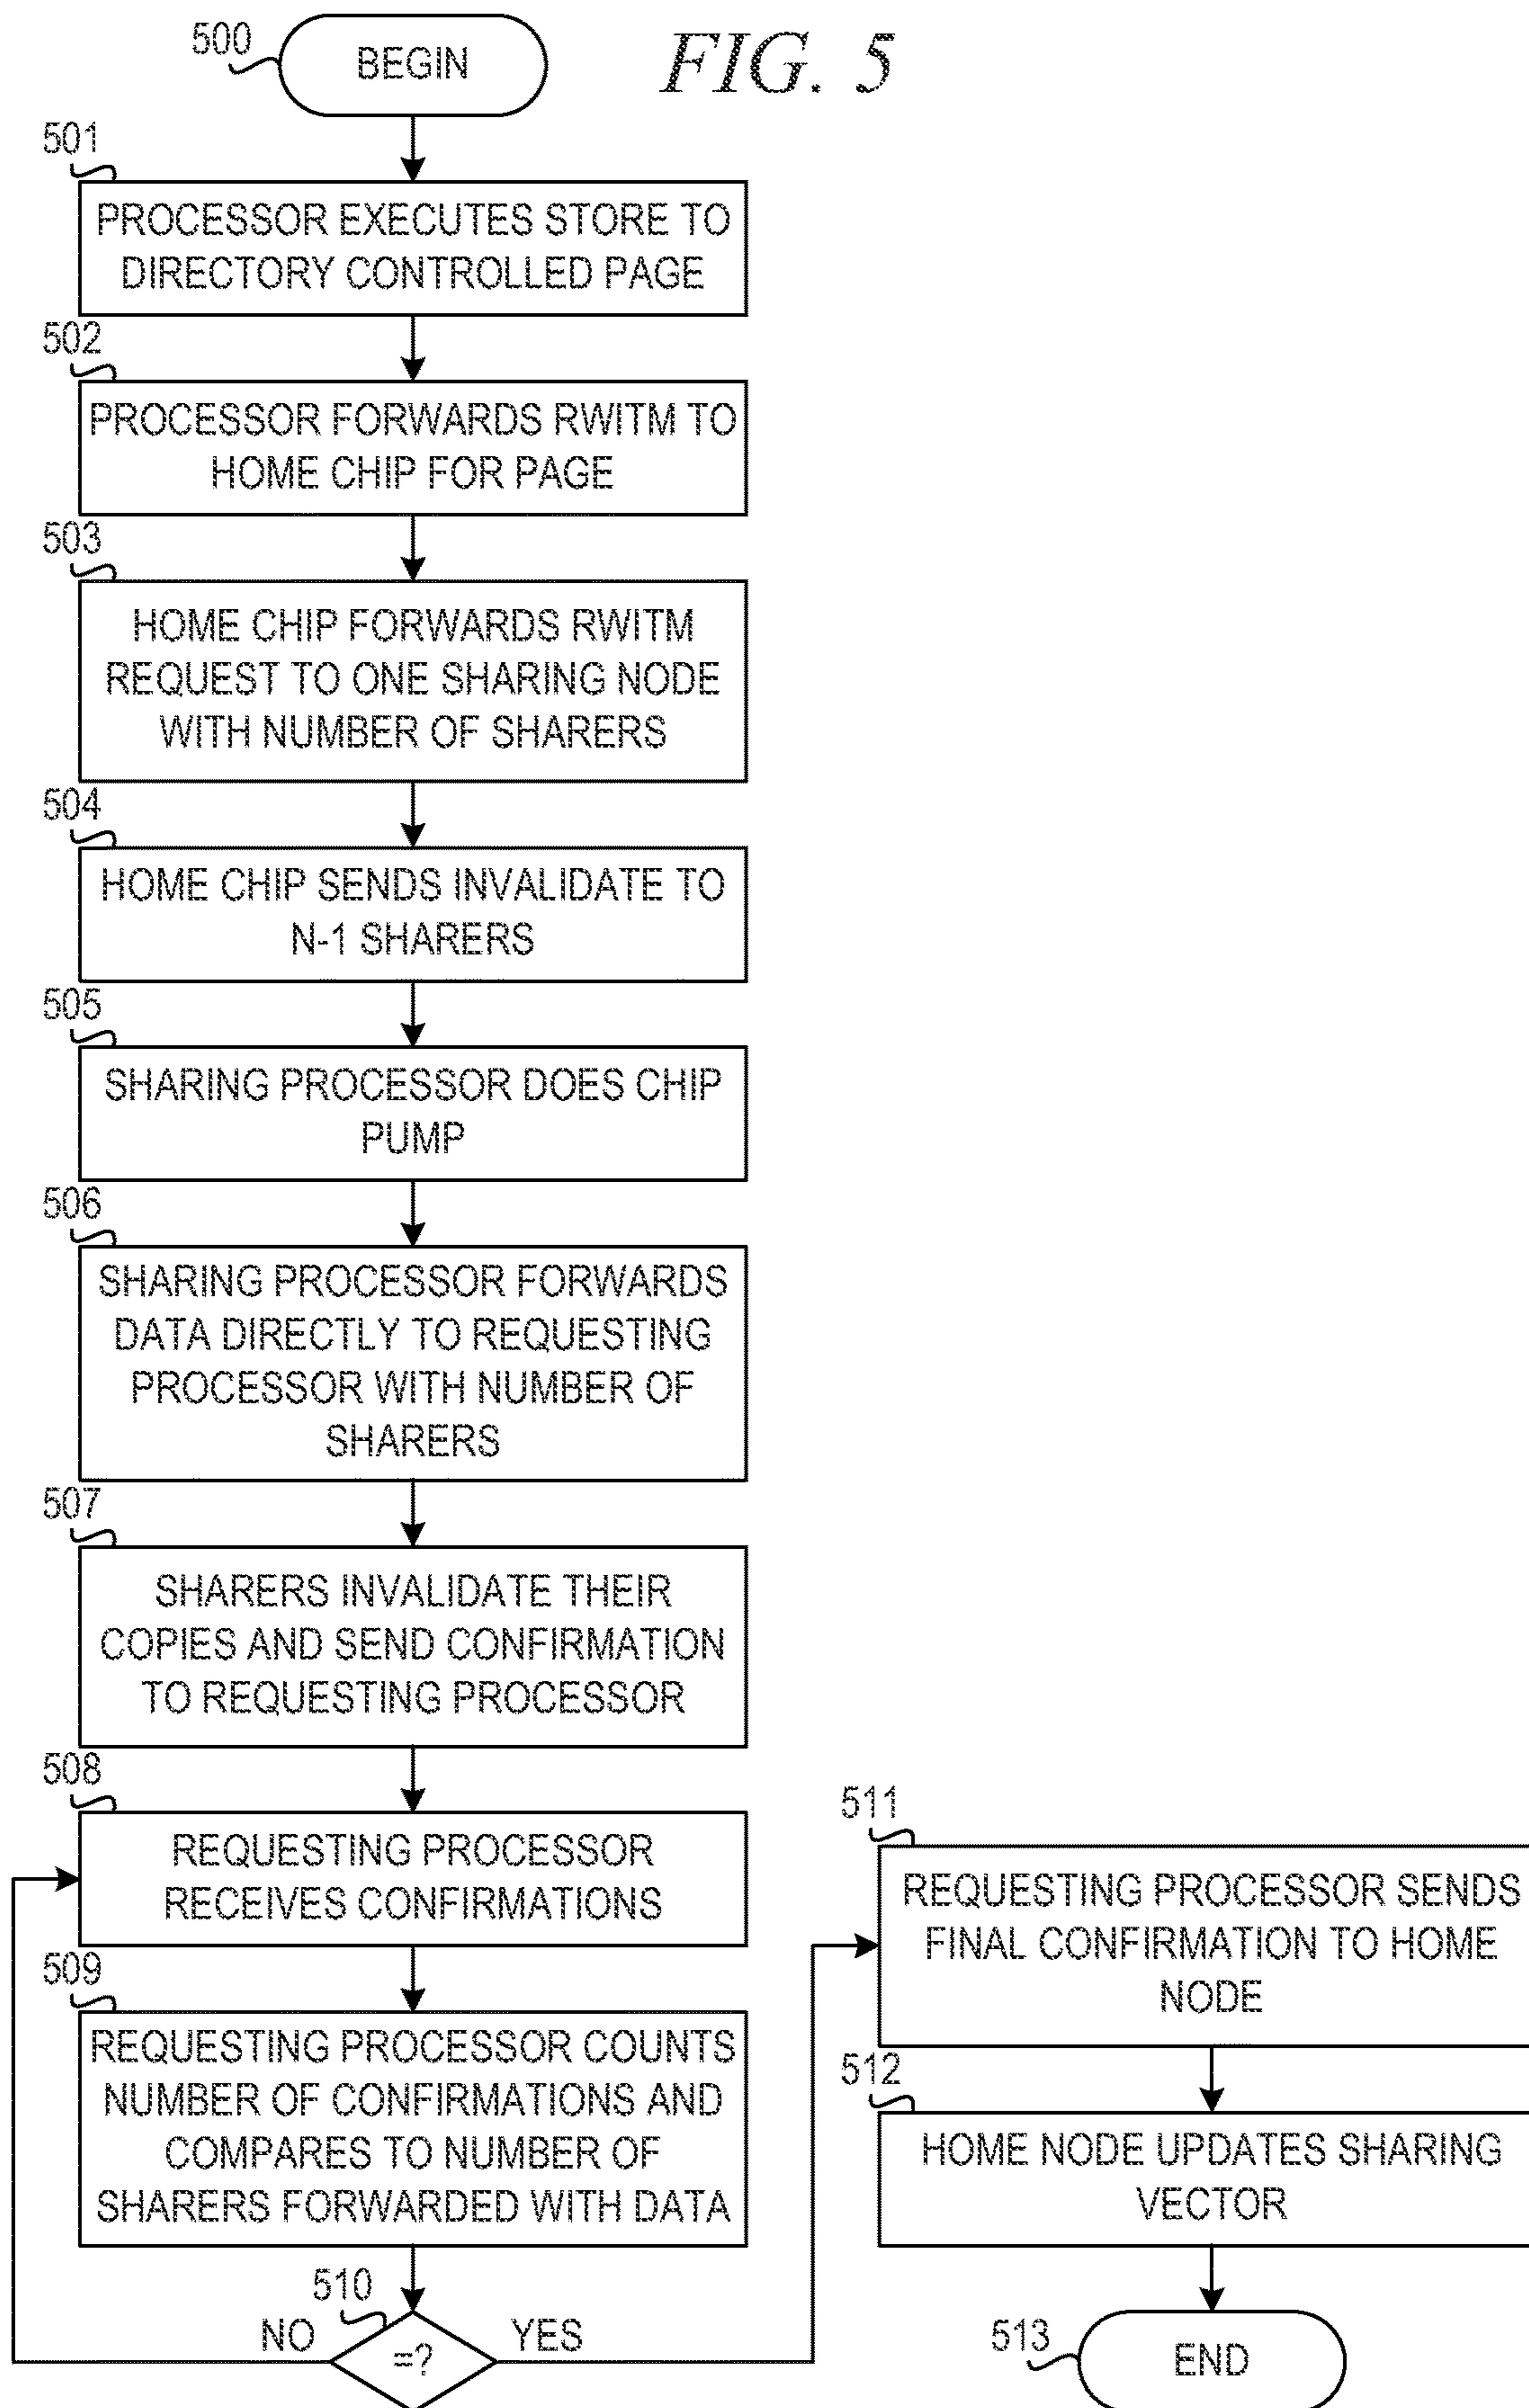 500
BEGIN
FIG. 5
501
PROCESSOR EXECUTES STORE TO
DIRECTORY CONTROLLED PAGE
502
PROCESSOR FORWARDS RWITM TO
HOME CHIP FOR PAGE
503
HOME CHIP FORWARDS RWITM
REQUEST TO ONE SHARING NODE
WITH NUMBER OF SHARERS
504
HOME CHIP SENDS INVALIDATE TO
N-1 SHARERS
505
SHARING PROCESSOR DOES CHIP
PUMP
506
SHARING PROCESSOR FORWARDS
DATA DIRECTLY TO REQUESTING
PROCESSOR WITH NUMBER OF
SHARERS
507
SHARERS INVALIDATE THEIR
COPIES AND SEND CONFIRMATION
TO REQUESTING PROCESSOR
508
REQUESTING PROCESSOR
RECEIVES CONFIRMATIONS
509
REQUESTING PROCESSOR COUNTS
NUMBER OF CONFIRMATIONS AND
COMPARES TO NUMBER OF
SHARERS FORWARDED WITH DATA
510
NO
=?
YES
511
REQUESTING PROCESSOR SENDS
FINAL CONFIRMATION TO HOME
NODE
512
HOME NODE UPDATES SHARING
VECTOR
513
END